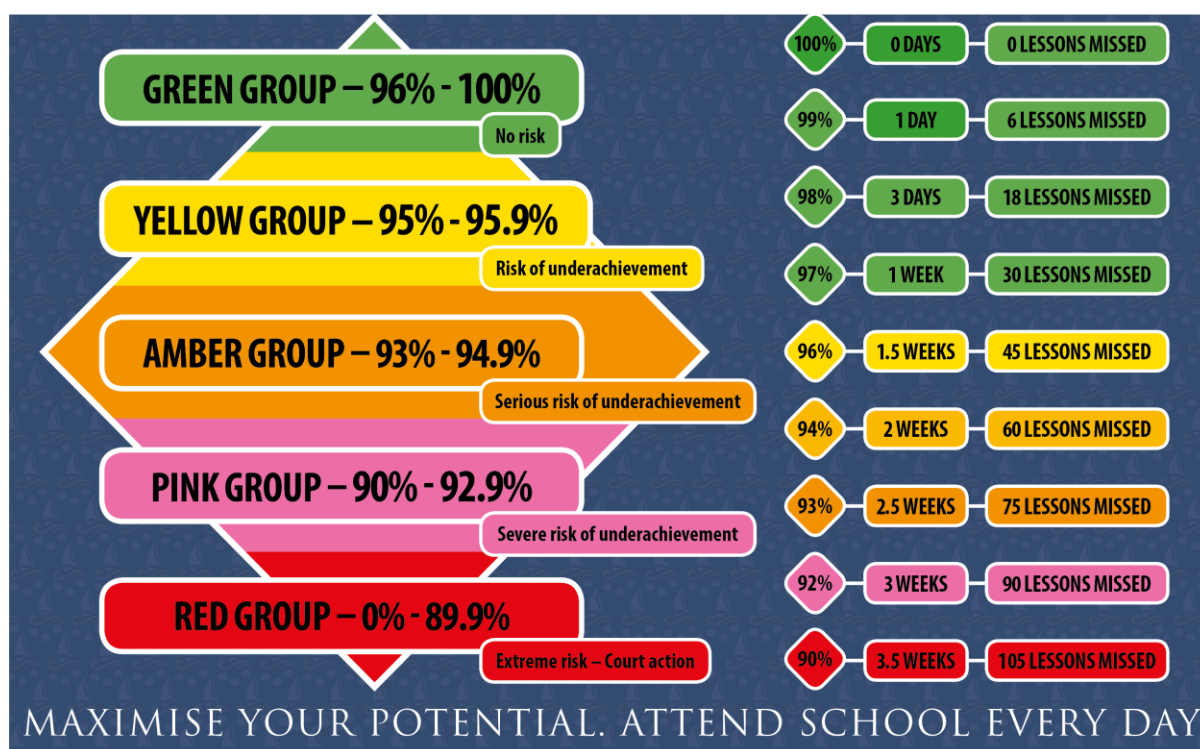 GREEN GROUP – 96% - 100%
No risk
YELLOW GROUP – 95% - 95.9%
Risk of underachievement
AMBER GROUP – 93% - 94.9%
Serious risk of underachievement
PINK GROUP – 90% - 92.9%
Severe risk of underachievement
RED GROUP – 0% - 89.9%
Extreme risk – Court action
100% 0 DAYS 0 LESSONS MISSED
99% 1 DAY 6 LESSONS MISSED
98% 3 DAYS 18 LESSONS MISSED
97% 1 WEEK 30 LESSONS MISSED
96% 1.5 WEEKS 45 LESSONS MISSED
94% 2 WEEKS 60 LESSONS MISSED
93% 2.5 WEEKS 75 LESSONS MISSED
92% 3 WEEKS 90 LESSONS MISSED
90% 3.5 WEEKS 105 LESSONS MISSED
MAXIMISE YOUR POTENTIAL. ATTEND SCHOOL EVERY DAY